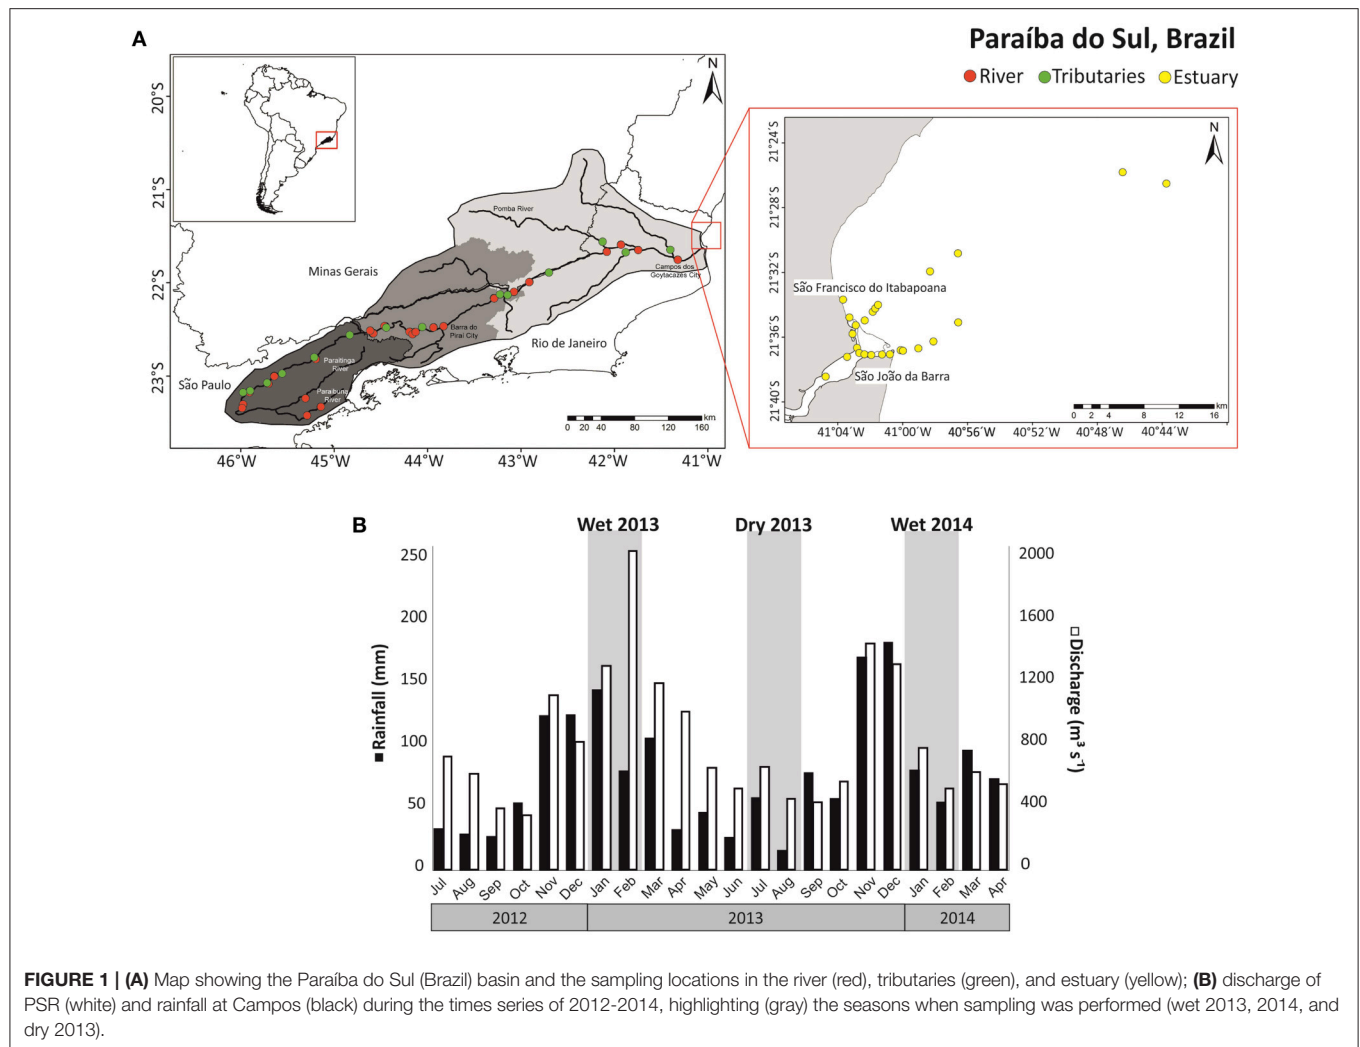 Paraíba do Sul, Brazil
River Tributaries Estuary
A
N
20°S
21°S
22°S
23°S
Pomba River
Minas Gerais
Campos dos
Goytacazes City
Barra do
Piraí City
Rio de Janeiro
Paraitinga
River
São Paulo
Paraibuna
River
km
0 20 40 80 120 160
46°W 45°W 44°W 43°W 42°W 41°W
N
21°24'S
21°28'S
21°32'S
21°36'S
21°40'S
São Francisco do Itabapoana
São João da Barra
km
0 2 4 8 12 16
41°04'W 41°00'W 40°56'W 40°52'W 40°48'W 40°44'W
B
Wet 2013 Dry 2013 Wet 2014
250
200
150
100
50
0
Rainfall (mm)
2000
1600
1200
800
400
0
Discharge (m³ s⁻¹)
Jul Aug Sep Oct Nov Dec Jan Feb Mar Apr May Jun Jul Aug Sep Oct Nov Dec Jan Feb Mar Apr
2012 2013 2014
FIGURE 1 | (A) Map showing the Paraíba do Sul (Brazil) basin and the sampling locations in the river (red), tributaries (green), and estuary (yellow); (B) discharge of
PSR (white) and rainfall at Campos (black) during the times series of 2012-2014, highlighting (gray) the seasons when sampling was performed (wet 2013, 2014, and
dry 2013).